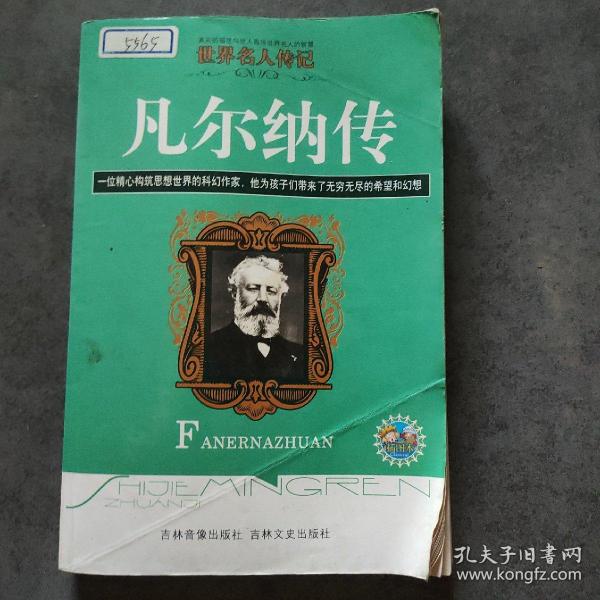 5565
世界名人传记
凡尔纳传
一位精心构筑思想世界的科幻作家，他为孩子们带来了无穷无尽的希望和幻想
FANERNAZHUAN
插图本
SHIJIEMINGREN
ZHUANJI
吉林音像出版社 吉林文史出版社
孔夫子旧书网
www.kongfz.com